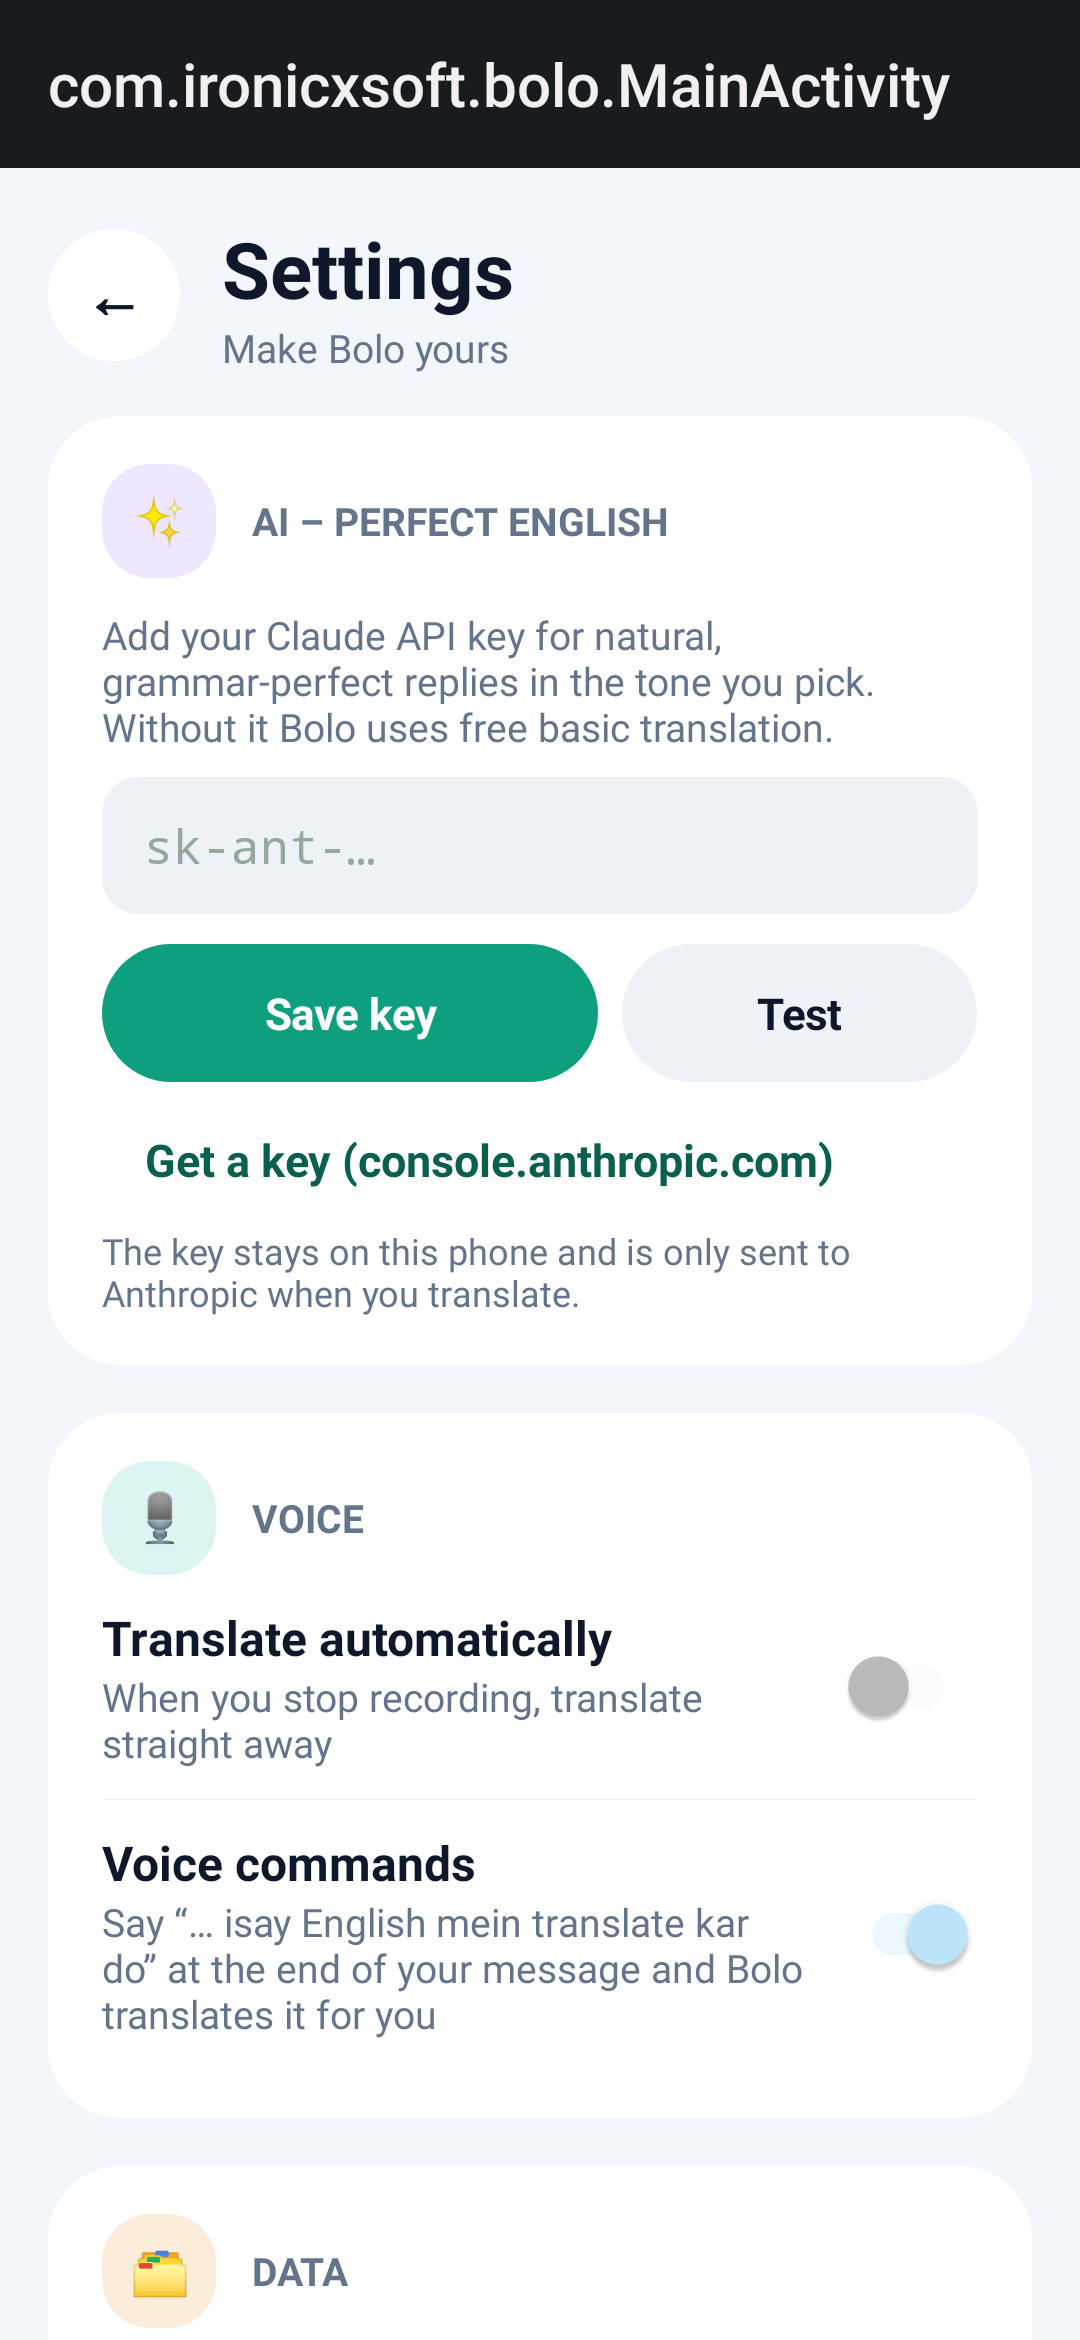 com.ironicxsoft.bolo.MainActivity
←
Settings
Make Bolo yours
AI – PERFECT ENGLISH
Add your Claude API key for natural,
grammar-perfect replies in the tone you pick.
Without it Bolo uses free basic translation.
sk-ant-…
Save key
Test
Get a key (console.anthropic.com)
The key stays on this phone and is only sent to
Anthropic when you translate.
VOICE
Translate automatically
When you stop recording, translate
straight away
Voice commands
Say “… isay English mein translate kar
do” at the end of your message and Bolo
translates it for you
DATA